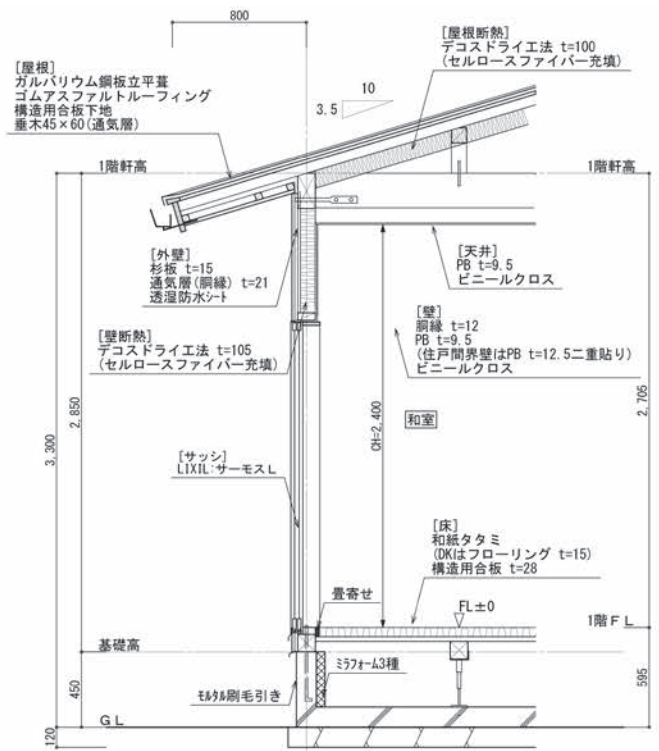 800
[屋根断熱]
デコスドライ工法 t=100
(セルロースファイバー充填)
[屋根]
ガルバリウム鋼板立平葺
ゴムアスファルトルーフィング
構造用合板下地
垂木45×60(通気層)
10
3.5
1階軒高
1階軒高
[外壁]
杉板 t=15
通気層(胴縁) t=21
透湿防水シート
[天井]
PB t=9.5
ビニールクロス
[壁断熱]
デコスドライ工法 t=105
(セルロースファイバー充填)
[壁]
胴縁 t=12
PB t=9.5
(住戸間界壁はPB t=12.5二重貼り)
ビニールクロス
2,850
3,300
CH=2,400
和室
2,705
[サッシ]
LIXIL:サーモスL
[床]
和紙タタミ
(DKはフローリング t=15)
構造用合板 t=28
畳寄せ
FL±0
1階FL
基礎高
450
モルタル刷毛引き
ミラフォーム3種
595
GL
120